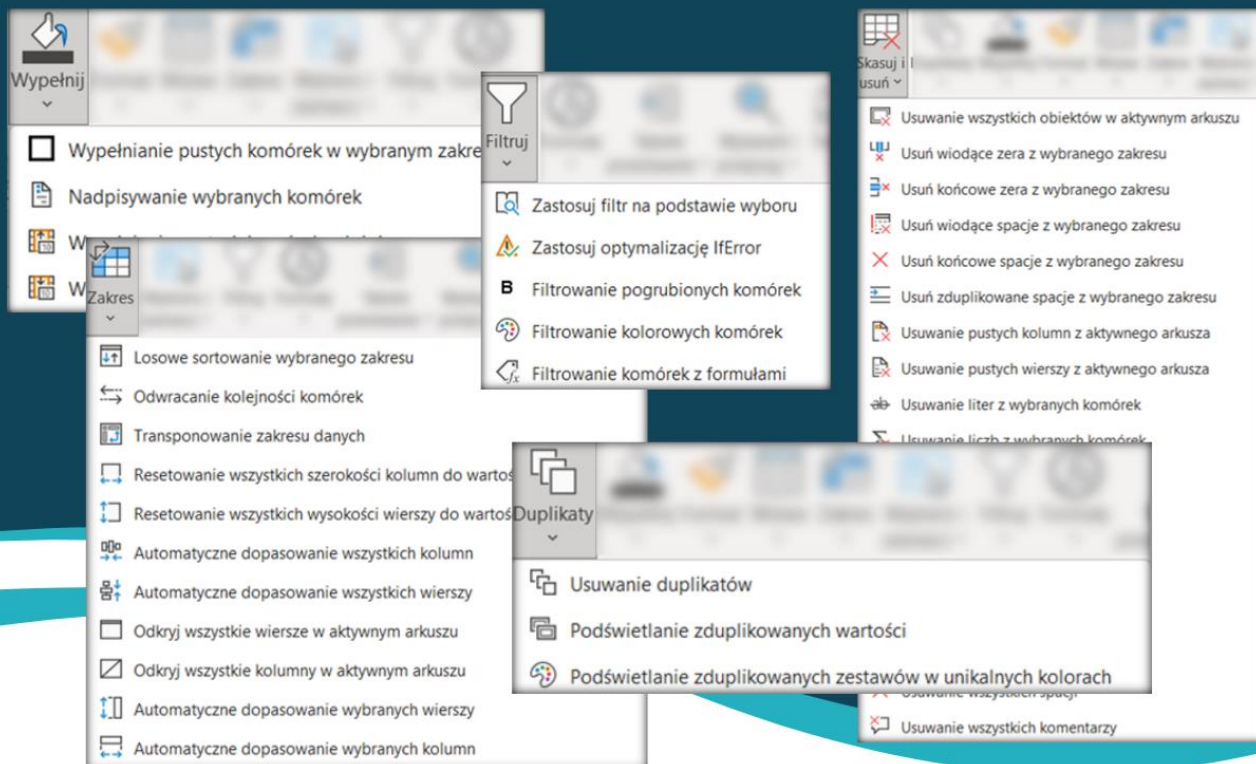 Wypełnij
Wypełnianie pustych komórek w wybranym zakre
Nadpisywanie wybranych komórek
W
W
Zakres
Losowe sortowanie wybranego zakresu
Odwracanie kolejności komórek
Transponowanie zakresu danych
Resetowanie wszystkich szerokości kolumn do wartoś
Resetowanie wszystkich wysokości wierszy do wartoś
Automatyczne dopasowanie wszystkich kolumn
Automatyczne dopasowanie wszystkich wierszy
Odkryj wszystkie wiersze w aktywnym arkuszu
Odkryj wszystkie kolumny w aktywnym arkuszu
Automatyczne dopasowanie wybranych wierszy
Automatyczne dopasowanie wybranych kolumn
Filtruj
Zastosuj filtr na podstawie wyboru
Zastosuj optymalizację IfError
Filtrowanie pogrubionych komórek
Filtrowanie kolorowych komórek
Filtrowanie komórek z formułami
Duplikaty
Usuwanie duplikatów
Podświetlanie zduplikowanych wartości
Podświetlanie zduplikowanych zestawów w unikalnych kolorach
Skasuj i
usuń
Usuwanie wszystkich obiektów w aktywnym arkuszu
Usuń wiodące zera z wybranego zakresu
Usuń końcowe zera z wybranego zakresu
Usuń wiodące spacje z wybranego zakresu
Usuń końcowe spacje z wybranego zakresu
Usuń zduplikowane spacje z wybranego zakresu
Usuwanie pustych kolumn z aktywnego arkusza
Usuwanie pustych wierszy z aktywnego arkusza
Usuwanie liter z wybranych komórek
Usuwanie liczb z wybranych komórek
Usuwanie wszystkich spacji
Usuwanie wszystkich komentarzy